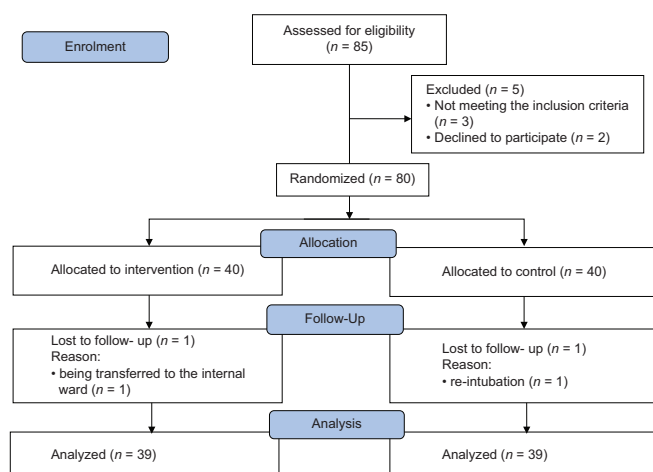 Assessed for eligibility
(n = 85)
Enrolment
Excluded (n = 5)
• Not meeting the inclusion criteria
(n = 3)
• Declined to participate (n = 2)
Randomized (n = 80)
Allocation
Allocated to intervention (n = 40)
Allocated to control (n = 40)
Follow-Up
Lost to follow- up (n = 1)
Reason:
• being transferred to the internal
ward (n = 1)
Lost to follow-up (n = 1)
Reason:
• re-intubation (n = 1)
Analysis
Analyzed (n = 39)
Analyzed (n = 39)